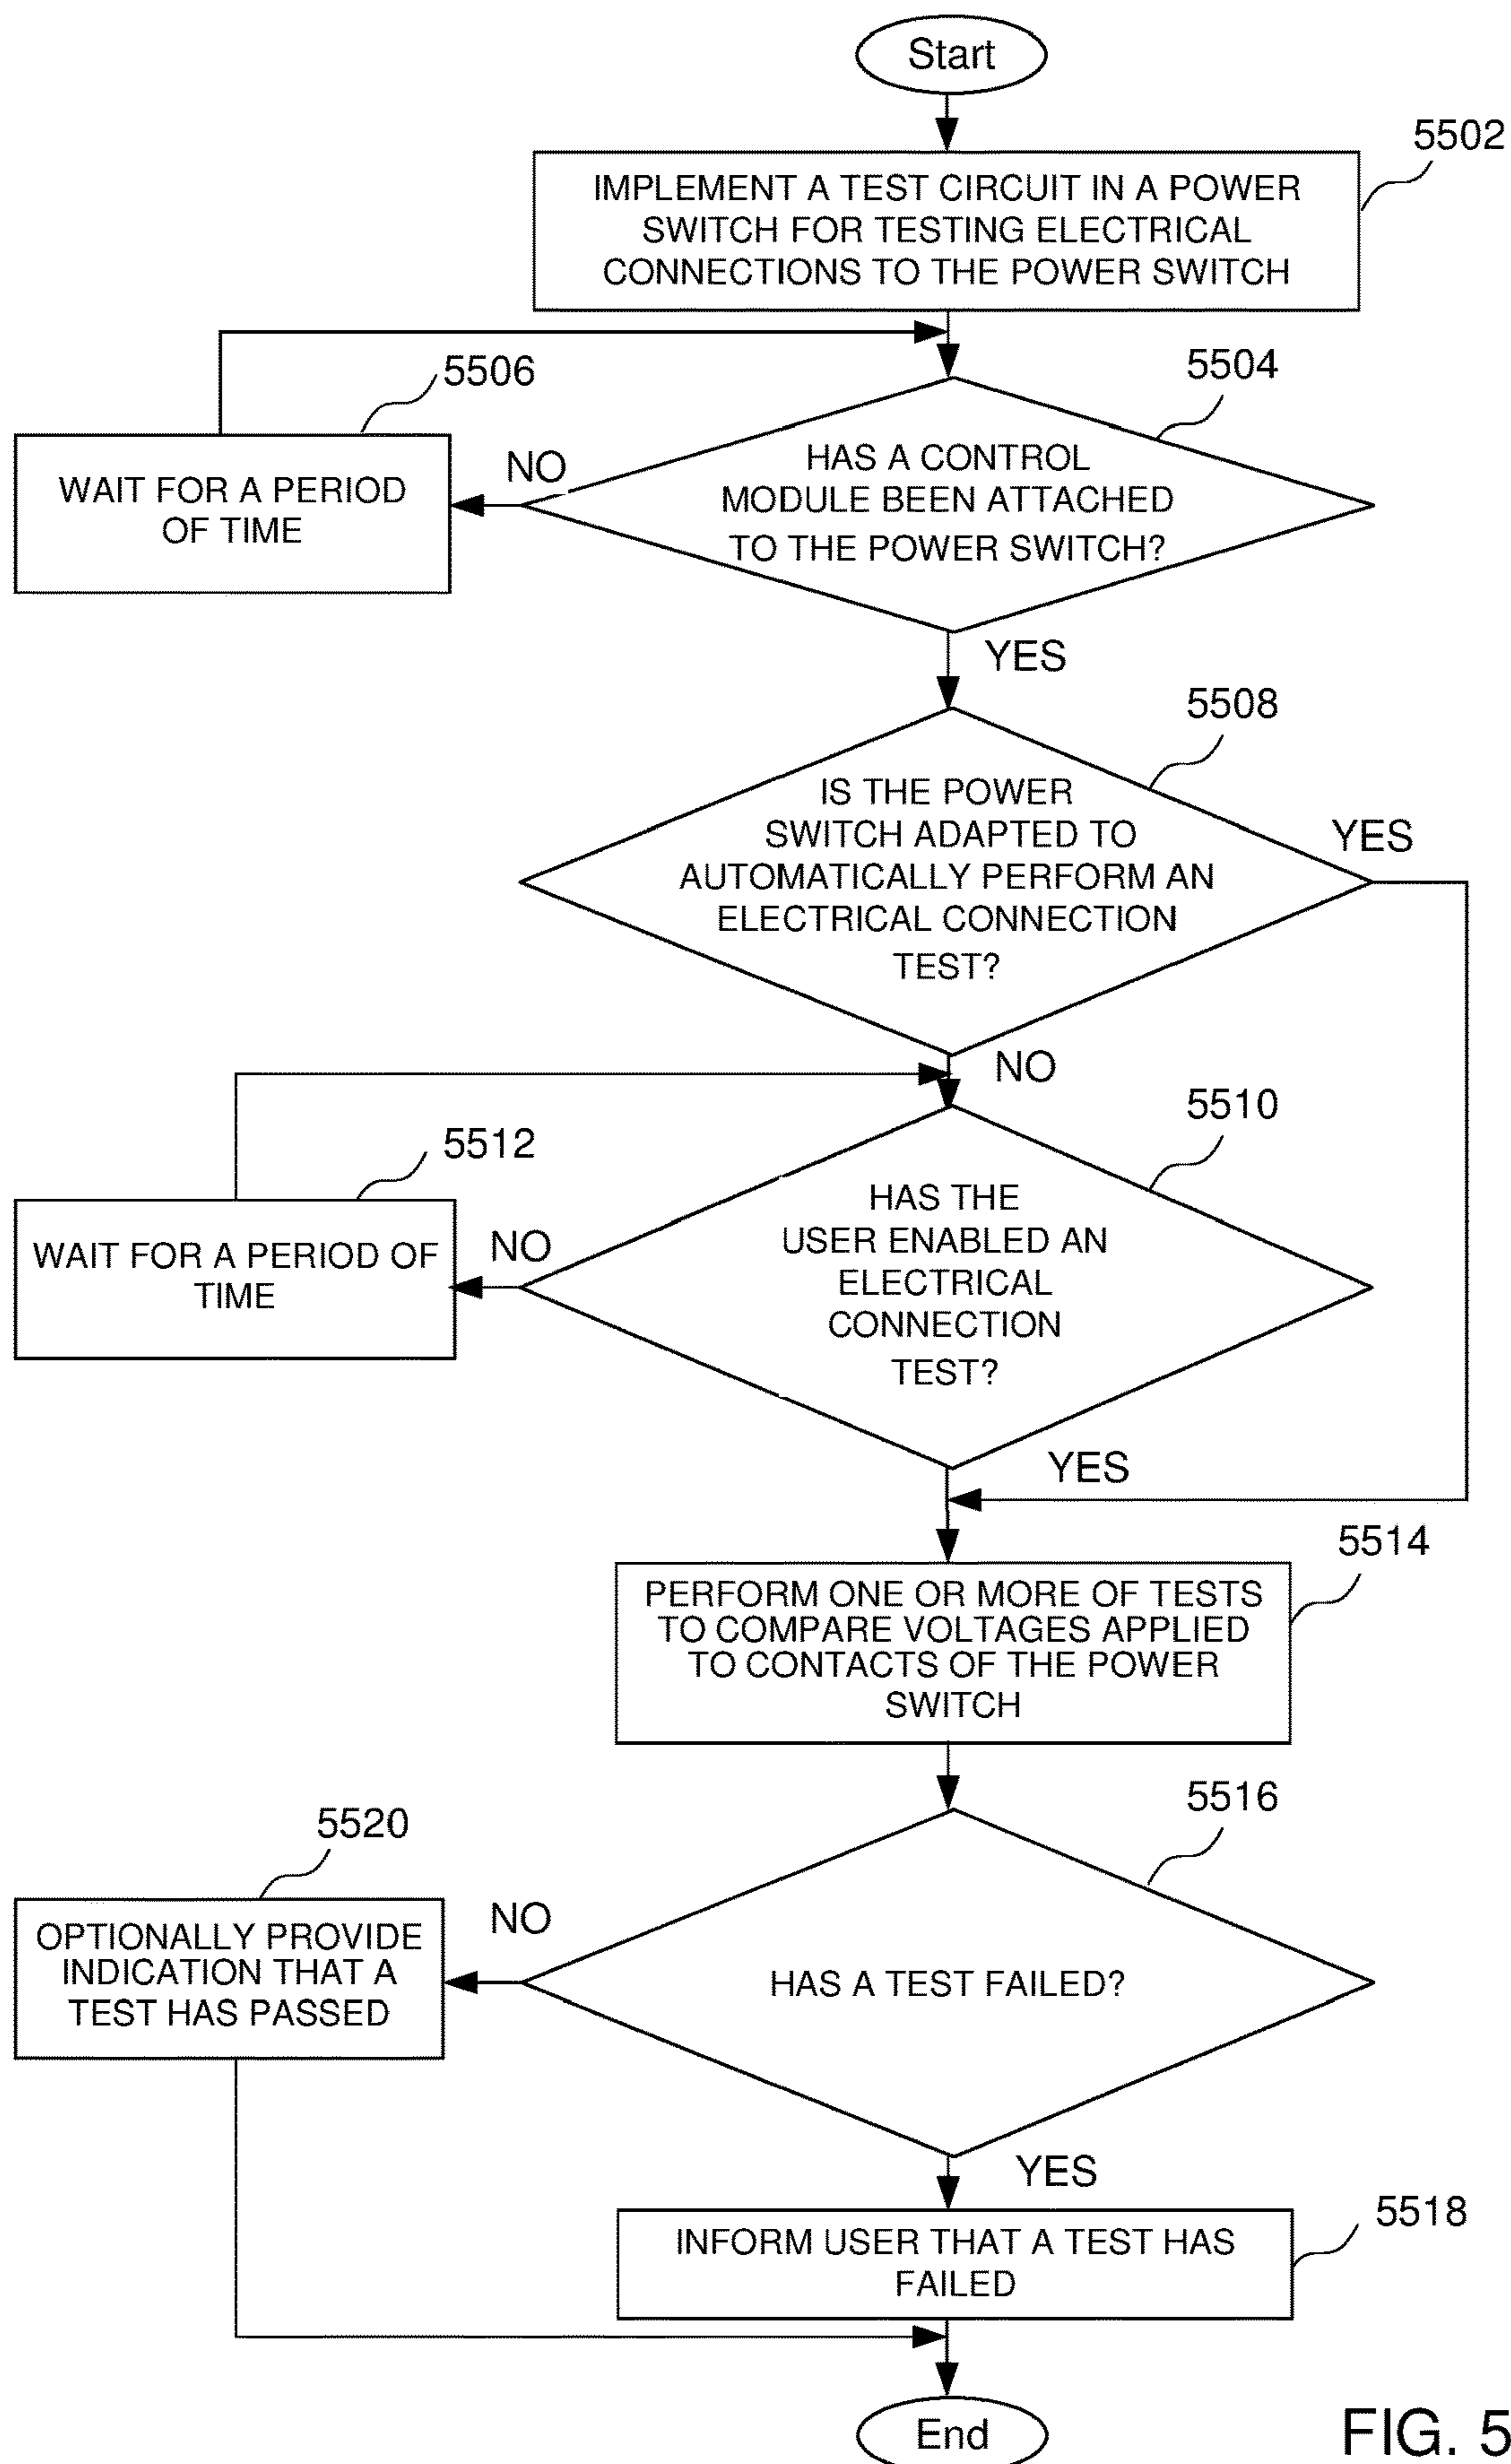 Start
5502
IMPLEMENT A TEST CIRCUIT IN A POWER
SWITCH FOR TESTING ELECTRICAL
CONNECTIONS TO THE POWER SWITCH
5506
5504
WAIT FOR A PERIOD
OF TIME
NO
HAS A CONTROL
MODULE BEEN ATTACHED
TO THE POWER SWITCH?
YES
5508
IS THE POWER
SWITCH ADAPTED TO
AUTOMATICALLY PERFORM AN
ELECTRICAL CONNECTION
TEST?
YES
NO
5510
5512
WAIT FOR A PERIOD OF
TIME
NO
HAS THE
USER ENABLED AN
ELECTRICAL
CONNECTION
TEST?
YES
5514
PERFORM ONE OR MORE OF TESTS
TO COMPARE VOLTAGES APPLIED
TO CONTACTS OF THE POWER
SWITCH
5516
5520
OPTIONALLY PROVIDE
INDICATION THAT A
TEST HAS PASSED
NO
HAS A TEST FAILED?
YES
5518
INFORM USER THAT A TEST HAS
FAILED
End
FIG. 5